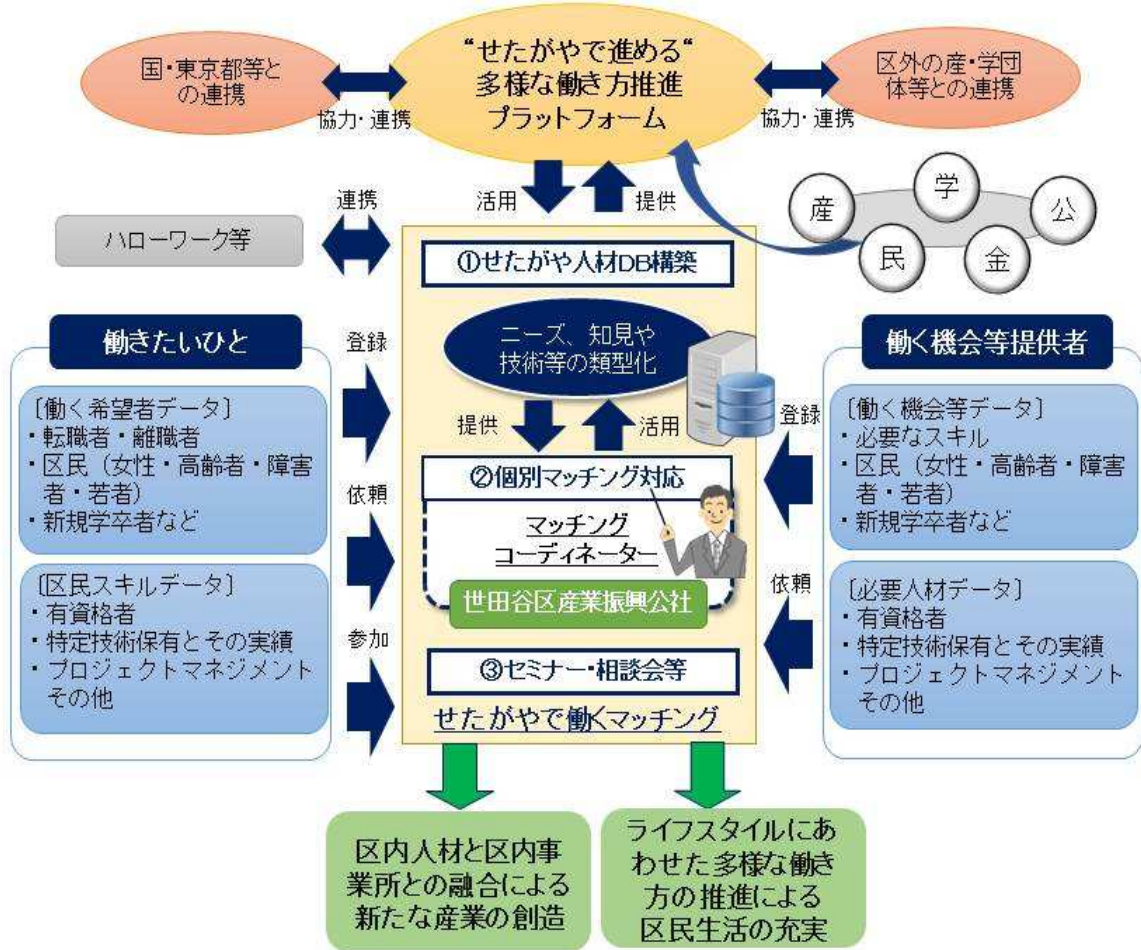 国・東京都等と
の連携
協力・連携
“せたがやで進める“
多様な働き方推進
プラットフォーム
協力・連携
区外の産・学団
体等との連携
活用
提供
産
学
公
民
金
連携
ハローワーク等
①せたがや人材DB構築
ニーズ、知見や
技術等の類型化
提供
活用
②個別マッチング対応
マッチング
コーディネーター
世田谷区産業振興公社
③セミナー・相談会等
せたがやで働くマッチング
働きたいひと
〔働く希望者データ〕
・転職者・離職者
・区民（女性・高齢者・障害
者・若者）
・新規学卒者など
〔区民スキルデータ〕
・有資格者
・特定技術保有とその実績
・プロジェクトマネジメント
その他
登録
依頼
参加
働く機会等提供者
〔働く機会等データ〕
・必要なスキル
・区民（女性・高齢者・障害
者・若者）
・新規学卒者など
〔必要人材データ〕
・有資格者
・特定技術保有とその実績
・プロジェクトマネジメント
その他
登録
依頼
区内人材と区内事
業所との融合による
新たな産業の創造
ライフスタイルにあ
わせた多様な働き
方の推進による
区民生活の充実